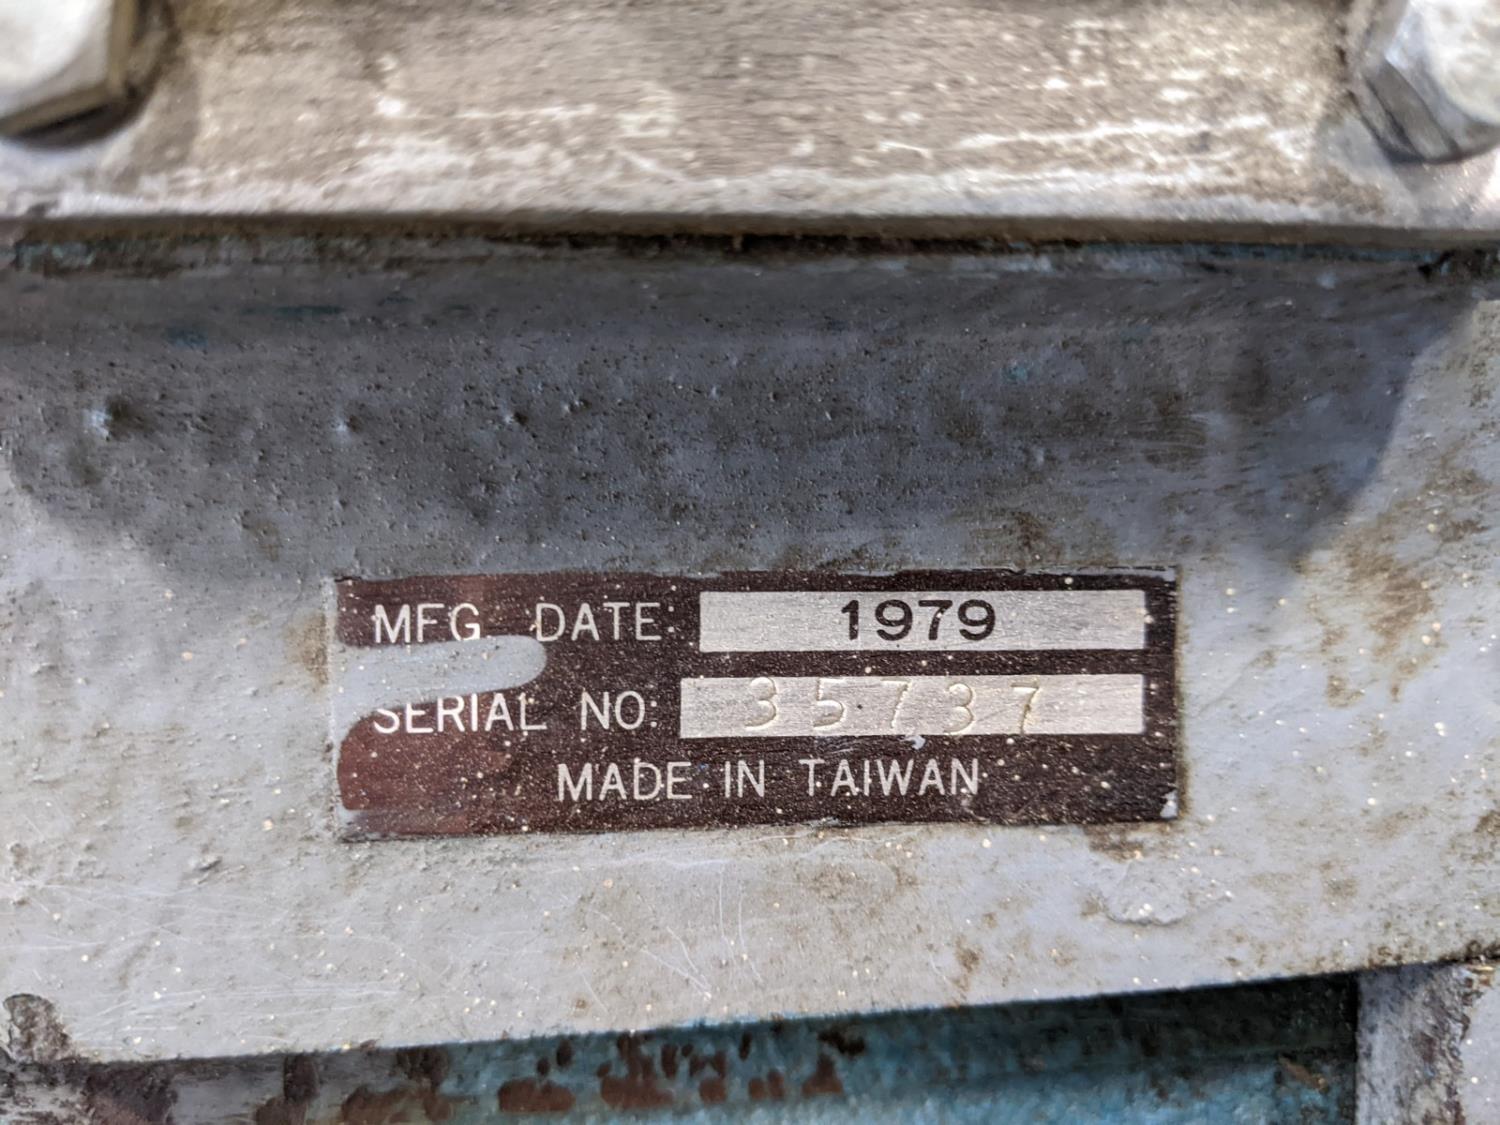 MFG. DATE: 1979
SERIAL NO: 35737
MADE IN TAIWAN